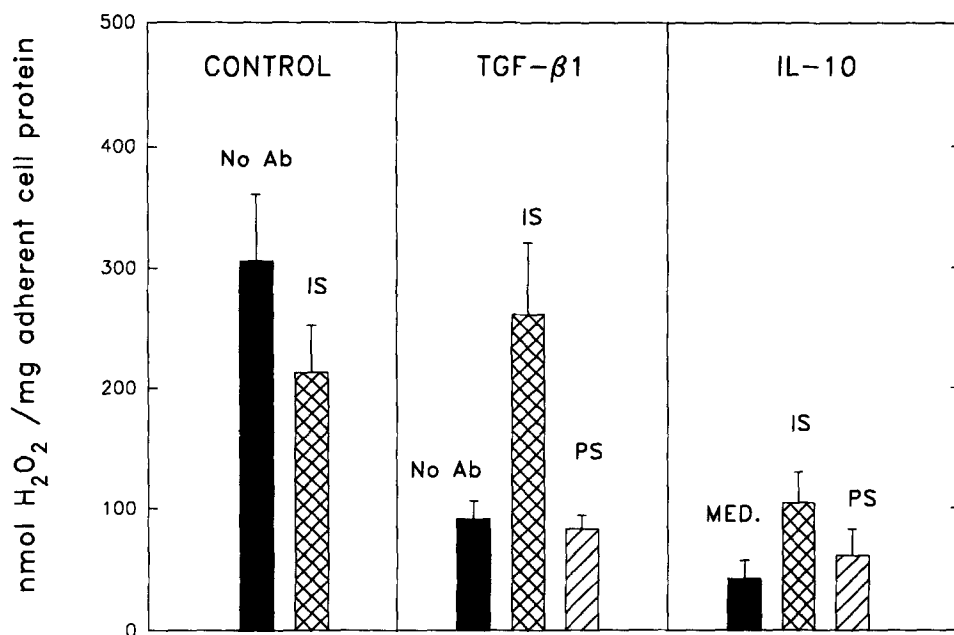 nmol H₂O₂ /mg adherent cell protein
500
400
300
200
100
0
CONTROL
No Ab
IS
TGF-β1
No Ab
IS
PS
IL-10
MED.
IS
PS